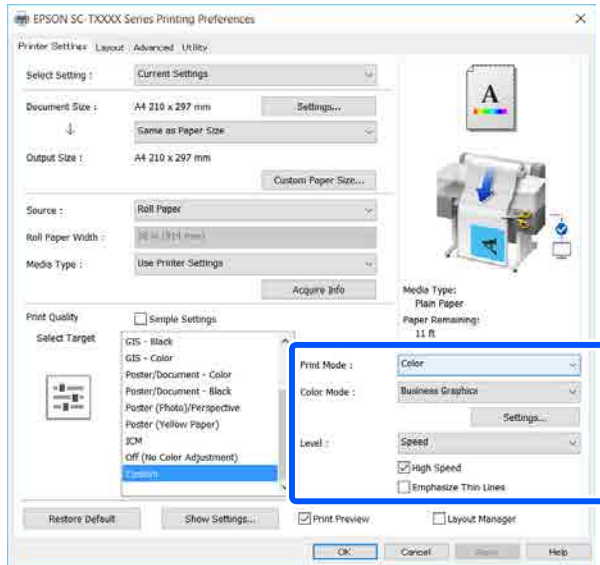 EPSON SC-TXXXX Series Printing Preferences
Printer Settings Layout Advanced Utility
Select Setting : Current Settings
Document Size : A4 210 x 297 mm Settings...
Same as Paper Size
Output Size : A4 210 x 297 mm
Custom Paper Size...
Source : Roll Paper
Roll Paper Width : 36 in (914 mm)
Media Type : Use Printer Settings
Acquire Info
A
Media Type:
Plain Paper
Paper Remaining:
11 ft
Print Quality Simple Settings
Select Target
GIS - Black
GIS - Color
Poster/Document - Color
Poster/Document - Black
Poster (Photo)/Perspective
Poster (Yellow Paper)
ICM
Off (No Color Adjustment)
Custom
Print Mode : Color
Color Mode : Business Graphics
Settings...
Level : Speed
High Speed
Emphasize Thin Lines
Restore Default Show Settings... Print Preview Layout Manager
OK Cancel Apply Help